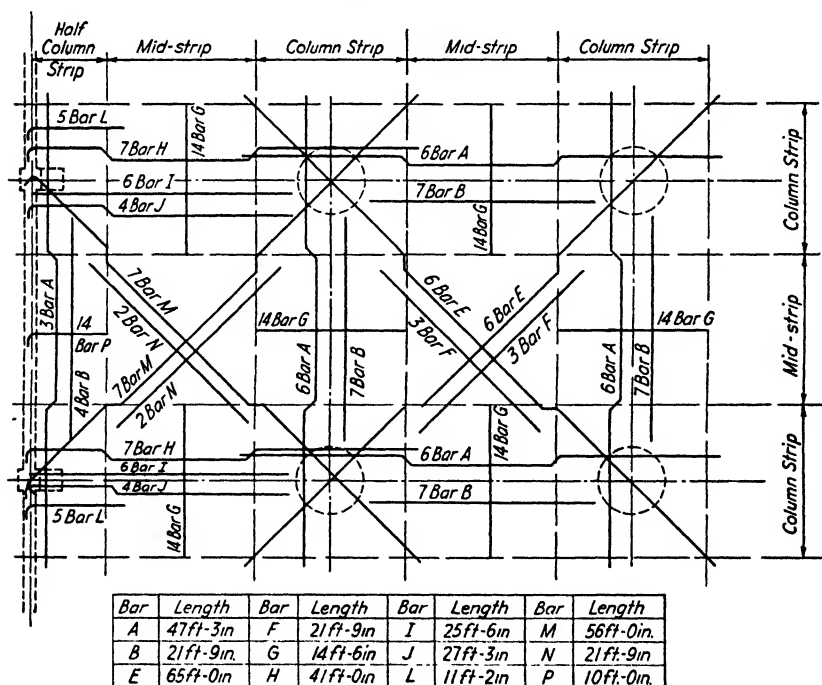 Half Column Strip
Mid-strip
Column Strip
Mid-strip
Column Strip
5 Bar L
14 Bar G
7 Bar H
6 Bar A
6 Bar I
7 Bar B
4 Bar J
14 Bar G
Column Strip
3 Bar A
14 Bar P
4 Bar B
7 Bar M
2 Bar N
7 Bar M
2 Bar N
14 Bar G
6 Bar A
7 Bar B
6 Bar E
3 Bar F
6 Bar E
3 Bar F
14 Bar G
6 Bar A
7 Bar B
Mid-strip
7 Bar H
6 Bar I
4 Bar J
5 Bar L
14 Bar G
6 Bar A
14 Bar G
7 Bar B
Column Strip
Bar Length Bar Length Bar Length Bar Length
A 47ft-3in F 21ft-9in I 25ft-6in M 56ft-0in.
B 21ft-9in. G 14ft-6in J 27ft-3in N 21ft-9in
E 65ft-0in H 41ft-0in L 11ft-2in P 10ft-0in.